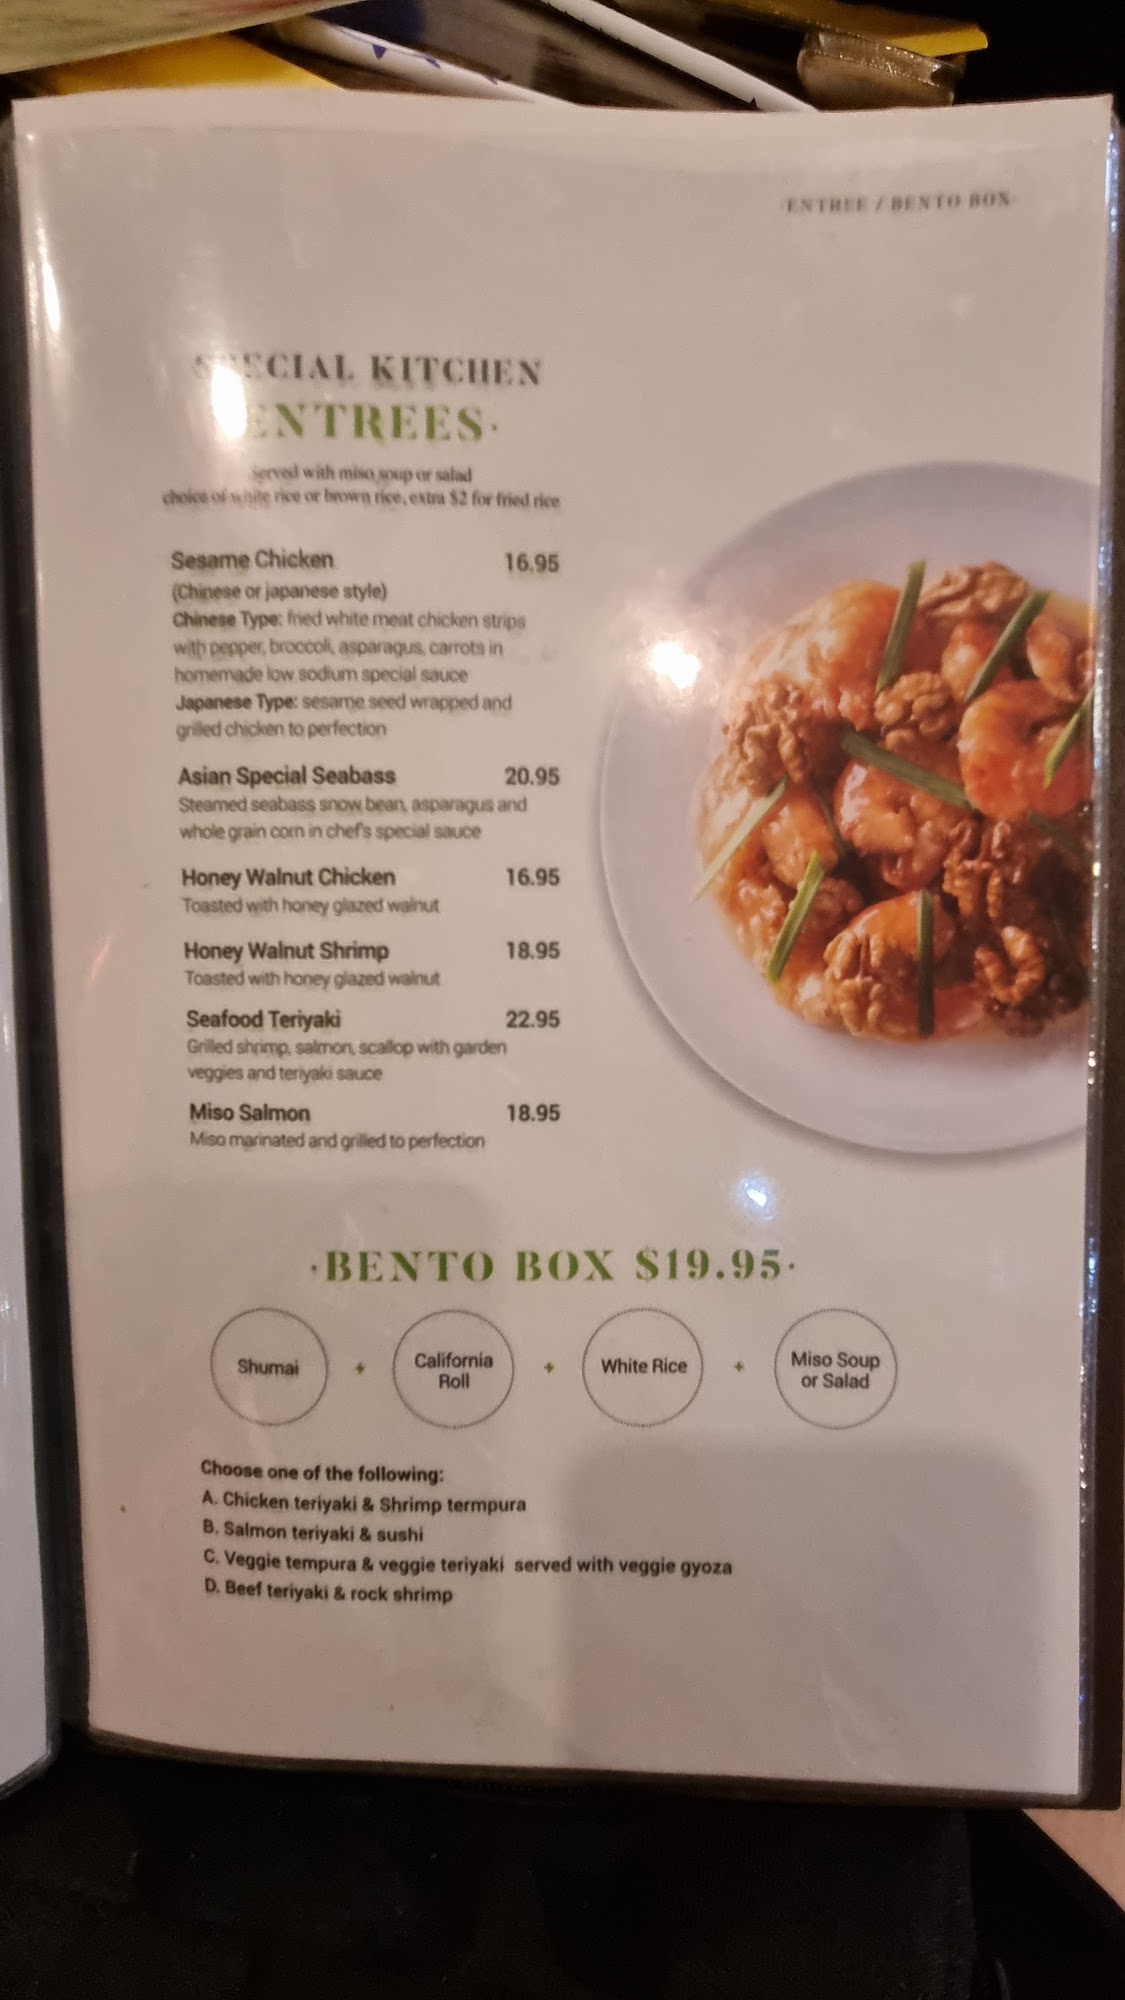 ·ENTREE / BENTO BOX·
SPECIAL KITCHEN
ENTREES·
Served with miso soup or salad
choice of white rice or brown rice, extra $2 for fried rice
Sesame Chicken 16.95
(Chinese or japanese style)
Chinese Type: fried white meat chicken strips
with pepper, broccoli, asparagus, carrots in
homemade low sodium special sauce
Japanese Type: sesame seed wrapped and
grilled chicken to perfection
Asian Special Seabass 20.95
Steamed seabass snow bean, asparagus and
whole grain corn in chef's special sauce
Honey Walnut Chicken 16.95
Toasted with honey glazed walnut
Honey Walnut Shrimp 18.95
Toasted with honey glazed walnut
Seafood Teriyaki 22.95
Grilled shrimp, salmon, scallop with garden
veggies and teriyaki sauce
Miso Salmon 18.95
Miso marinated and grilled to perfection
·BENTO BOX $19.95·
Shumai + California Roll + White Rice + Miso Soup or Salad
Choose one of the following:
A. Chicken teriyaki & Shrimp termpura
B. Salmon teriyaki & sushi
C. Veggie tempura & veggie teriyaki served with veggie gyoza
D. Beef teriyaki & rock shrimp